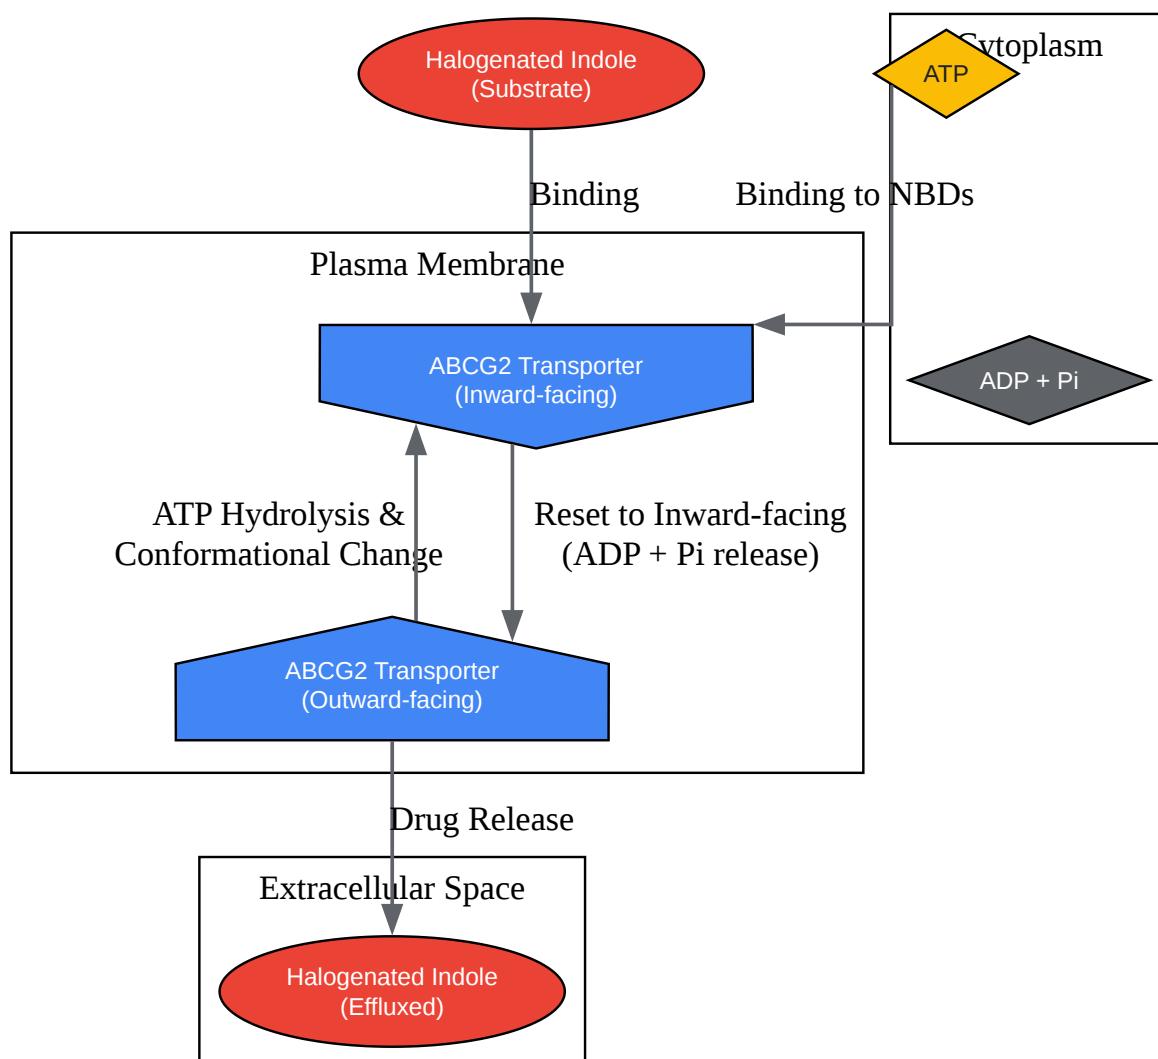 Halogenated Indole
(Substrate)
Cytoplasm
ATP
Binding
Binding to NBDs
Plasma Membrane
ABCG2 Transporter
(Inward-facing)
ADP + Pi
ATP Hydrolysis &
Conformational Change
Reset to Inward-facing
(ADP + Pi release)
ABCG2 Transporter
(Outward-facing)
Drug Release
Extracellular Space
Halogenated Indole
(Effluxed)